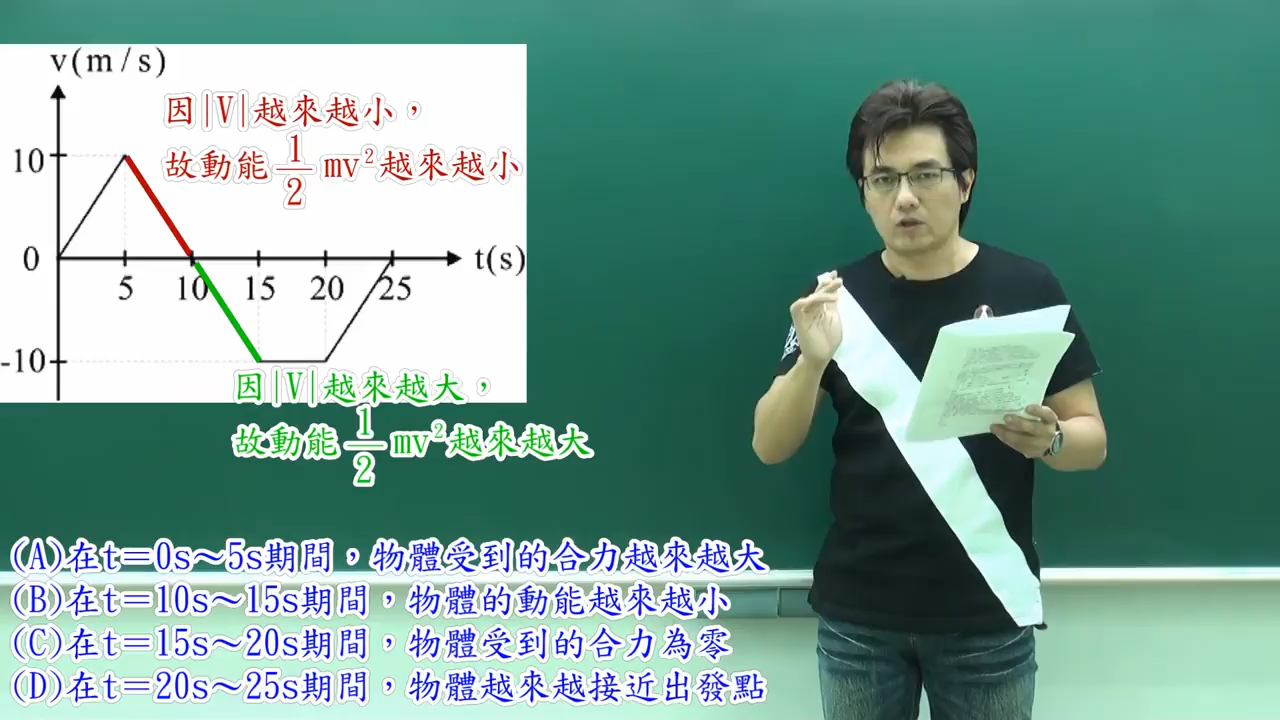 v(m/s)
因|V|越來越小，
故動能1/2 mv²越來越小
10
0
t(s)
5
10
15
20
25
-10
因|V|越來越大，
故動能1/2 mv²越來越大
(A)在t＝0s～5s期間，物體受到的合力越來越大
(B)在t＝10s～15s期間，物體的動能越來越小
(C)在t＝15s～20s期間，物體受到的合力為零
(D)在t＝20s～25s期間，物體越來越接近出發點